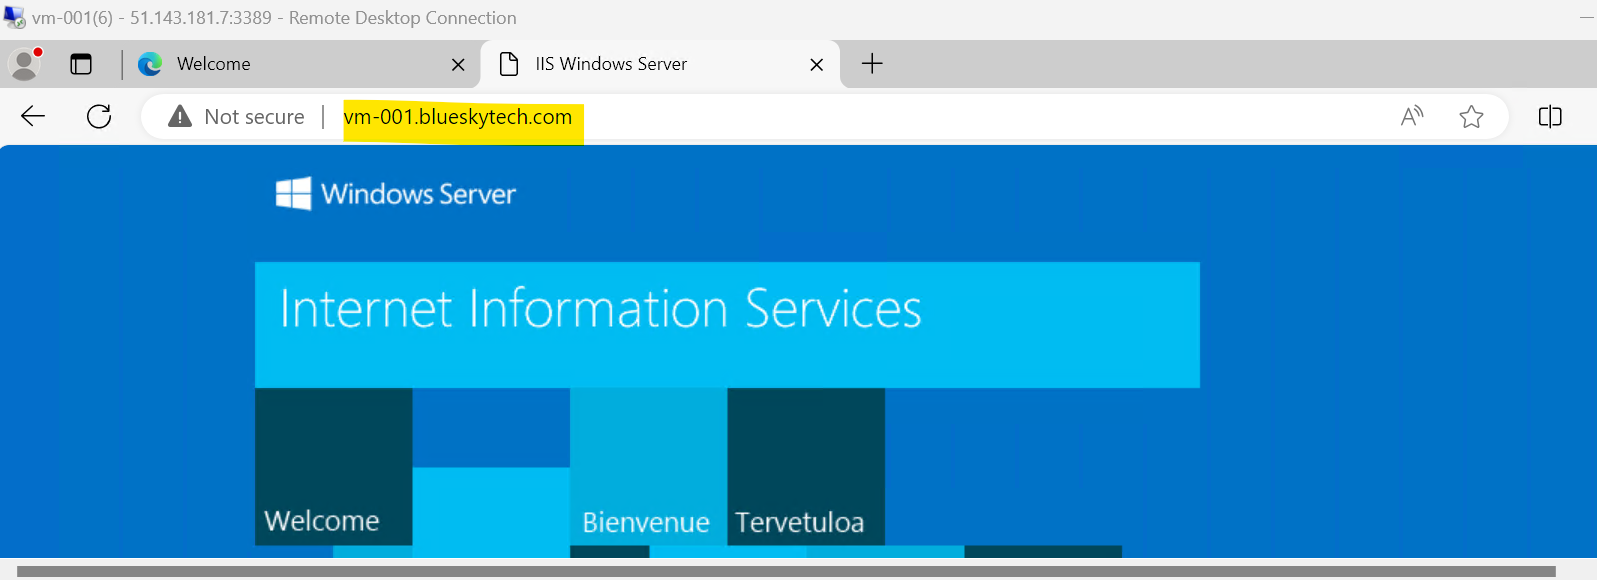 vm-001(6) - 51.143.181.7:3389 - Remote Desktop Connection
Welcome
IIS Windows Server
Not secure
vm-001.blueskytech.com
Windows Server
Internet Information Services
Welcome
Bienvenue
Tervetuloa